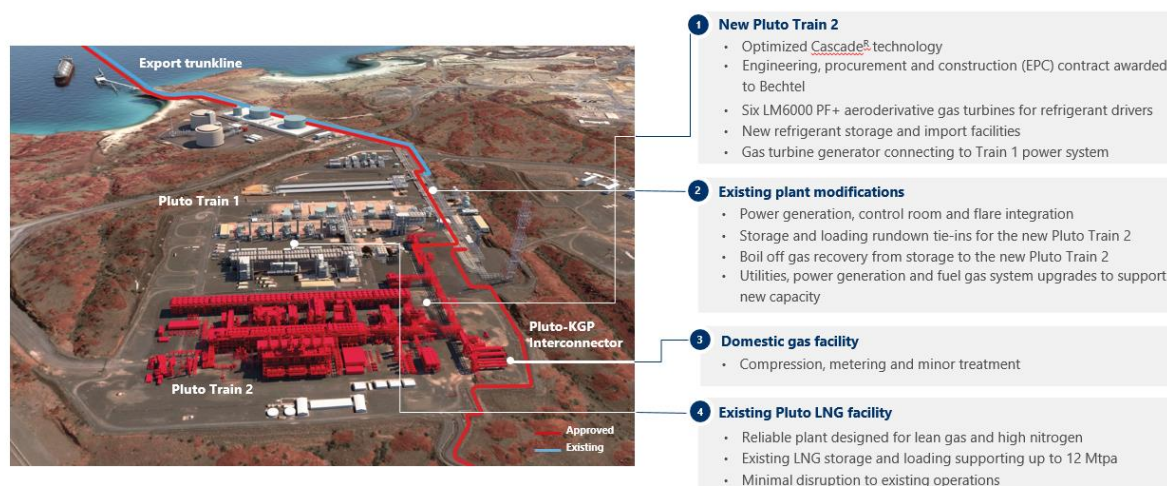 Export trunkline
Pluto Train 1
Pluto-KGP
Interconnector
Pluto Train 2
Approved
Existing
1 New Pluto Train 2
• Optimized Cascade® technology
• Engineering, procurement and construction (EPC) contract awarded
to Bechtel
• Six LM6000 PF+ aeroderivative gas turbines for refrigerant drivers
• New refrigerant storage and import facilities
• Gas turbine generator connecting to Train 1 power system
2 Existing plant modifications
• Power generation, control room and flare integration
• Storage and loading rundown tie-ins for the new Pluto Train 2
• Boil off gas recovery from storage to the new Pluto Train 2
• Utilities, power generation and fuel gas system upgrades to support
new capacity
3 Domestic gas facility
• Compression, metering and minor treatment
4 Existing Pluto LNG facility
• Reliable plant designed for lean gas and high nitrogen
• Existing LNG storage and loading supporting up to 12 Mtpa
• Minimal disruption to existing operations